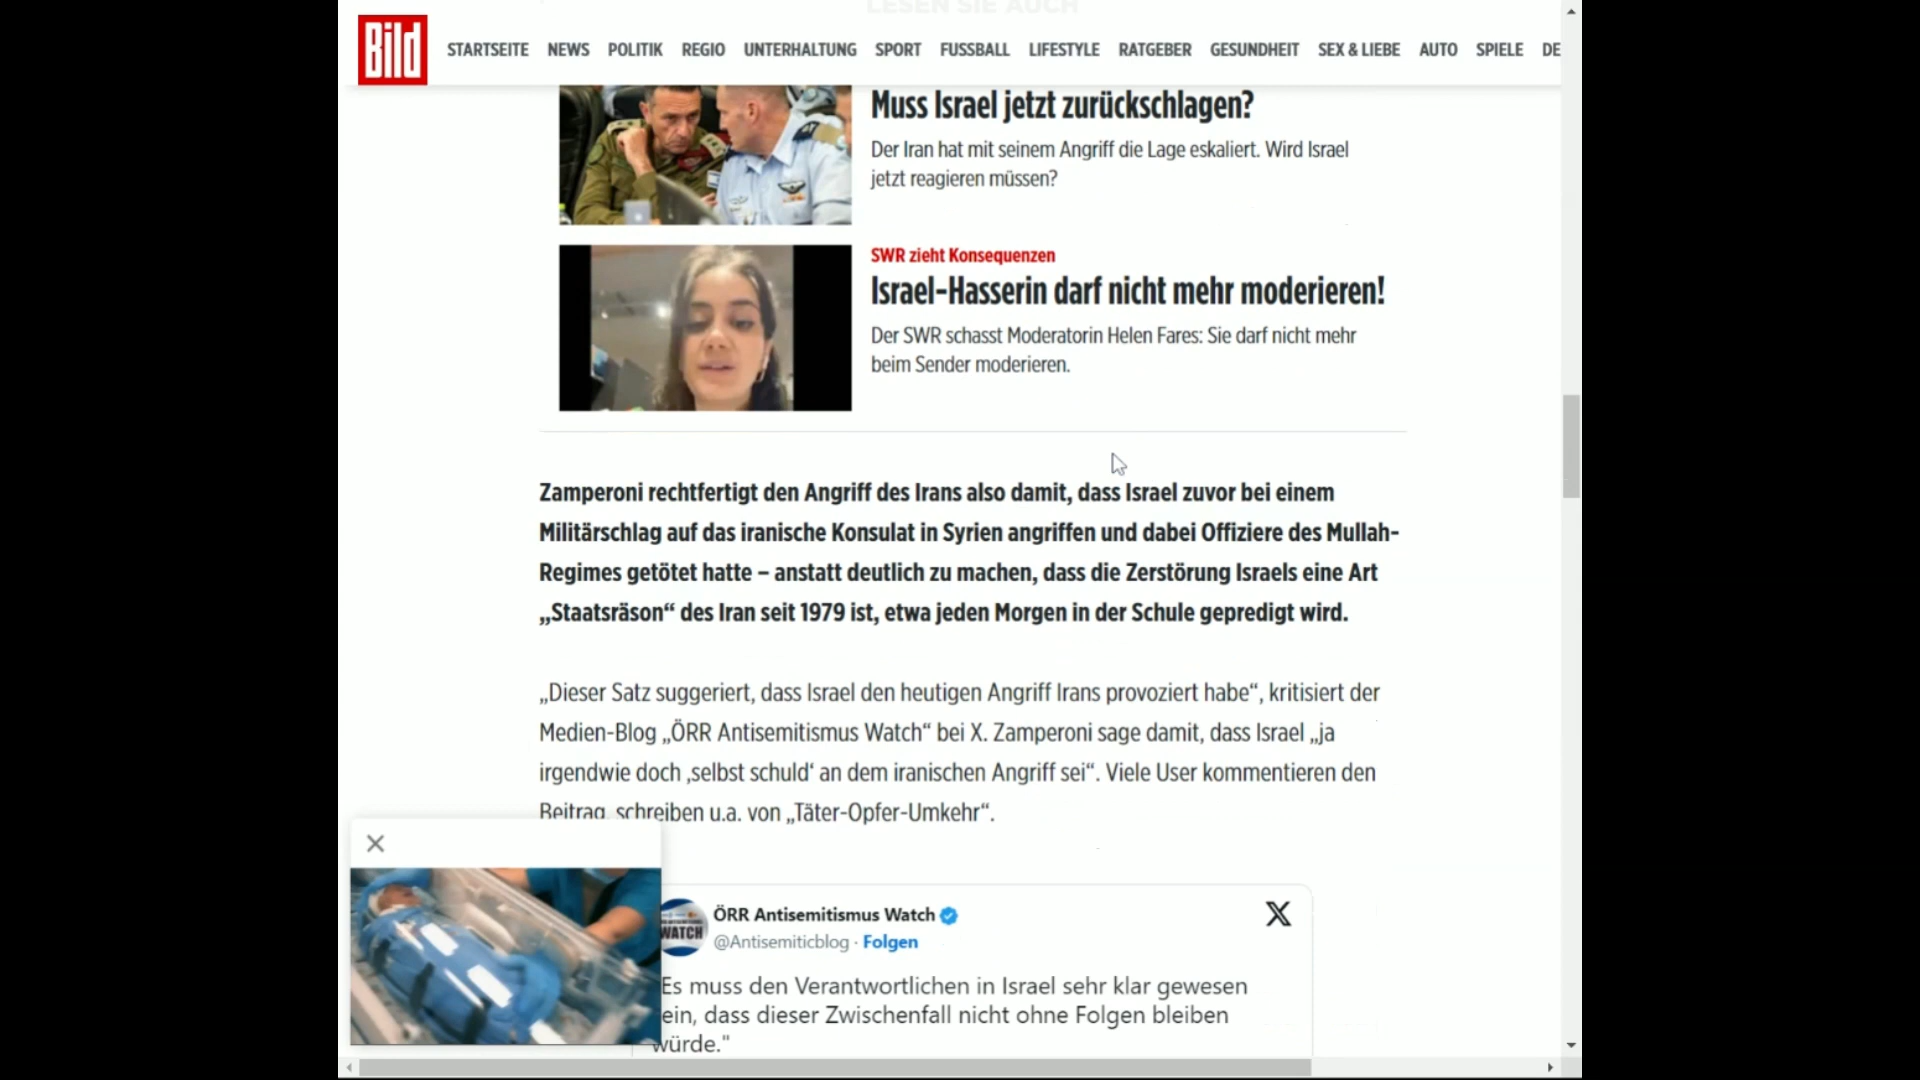 LESEN SIE AUCH
Bild
STARTSEITE NEWS POLITIK REGIO UNTERHALTUNG SPORT FUSSBALL LIFESTYLE RATGEBER GESUNDHEIT SEX & LIEBE AUTO SPIELE DE
Muss Israel jetzt zurückschlagen?
Der Iran hat mit seinem Angriff die Lage eskaliert. Wird Israel
jetzt reagieren müssen?
SWR zieht Konsequenzen
Israel-Hasserin darf nicht mehr moderieren!
Der SWR schasst Moderatorin Helen Fares: Sie darf nicht mehr
beim Sender moderieren.
Zamperoni rechtfertigt den Angriff des Irans also damit, dass Israel zuvor bei einem
Militärschlag auf das iranische Konsulat in Syrien angriffen und dabei Offiziere des Mullah-
Regimes getötet hatte – anstatt deutlich zu machen, dass die Zerstörung Israels eine Art
„Staatsräson“ des Iran seit 1979 ist, etwa jeden Morgen in der Schule gepredigt wird.
„Dieser Satz suggeriert, dass Israel den heutigen Angriff Irans provoziert habe“, kritisiert der
Medien-Blog „ÖRR Antisemitismus Watch“ bei X. Zamperoni sage damit, dass Israel „ja
irgendwie doch ‚selbst schuld‘ an dem iranischen Angriff sei“. Viele User kommentieren den
Beitrag, schreiben u.a. von „Täter-Opfer-Umkehr“.
WATCH
ÖRR Antisemitismus Watch
@Antisemiticblog · Folgen
Es muss den Verantwortlichen in Israel sehr klar gewesen
ein, dass dieser Zwischenfall nicht ohne Folgen bleiben
würde."